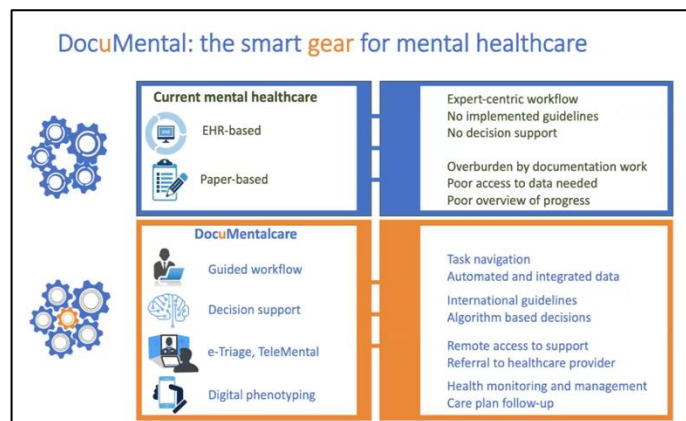 DocuMental: the smart gear for mental healthcare
Current mental healthcare
EHR-based
Paper-based
Expert-centric workflow
No implemented guidelines
No decision support
Overburden by documentation work
Poor access to data needed
Poor overview of progress
DocuMentalcare
Guided workflow
Decision support
e-Triage, TeleMental
Digital phenotyping
Task navigation
Automated and integrated data
International guidelines
Algorithm based decisions
Remote access to support
Referral to healthcare provider
Health monitoring and management
Care plan follow-up